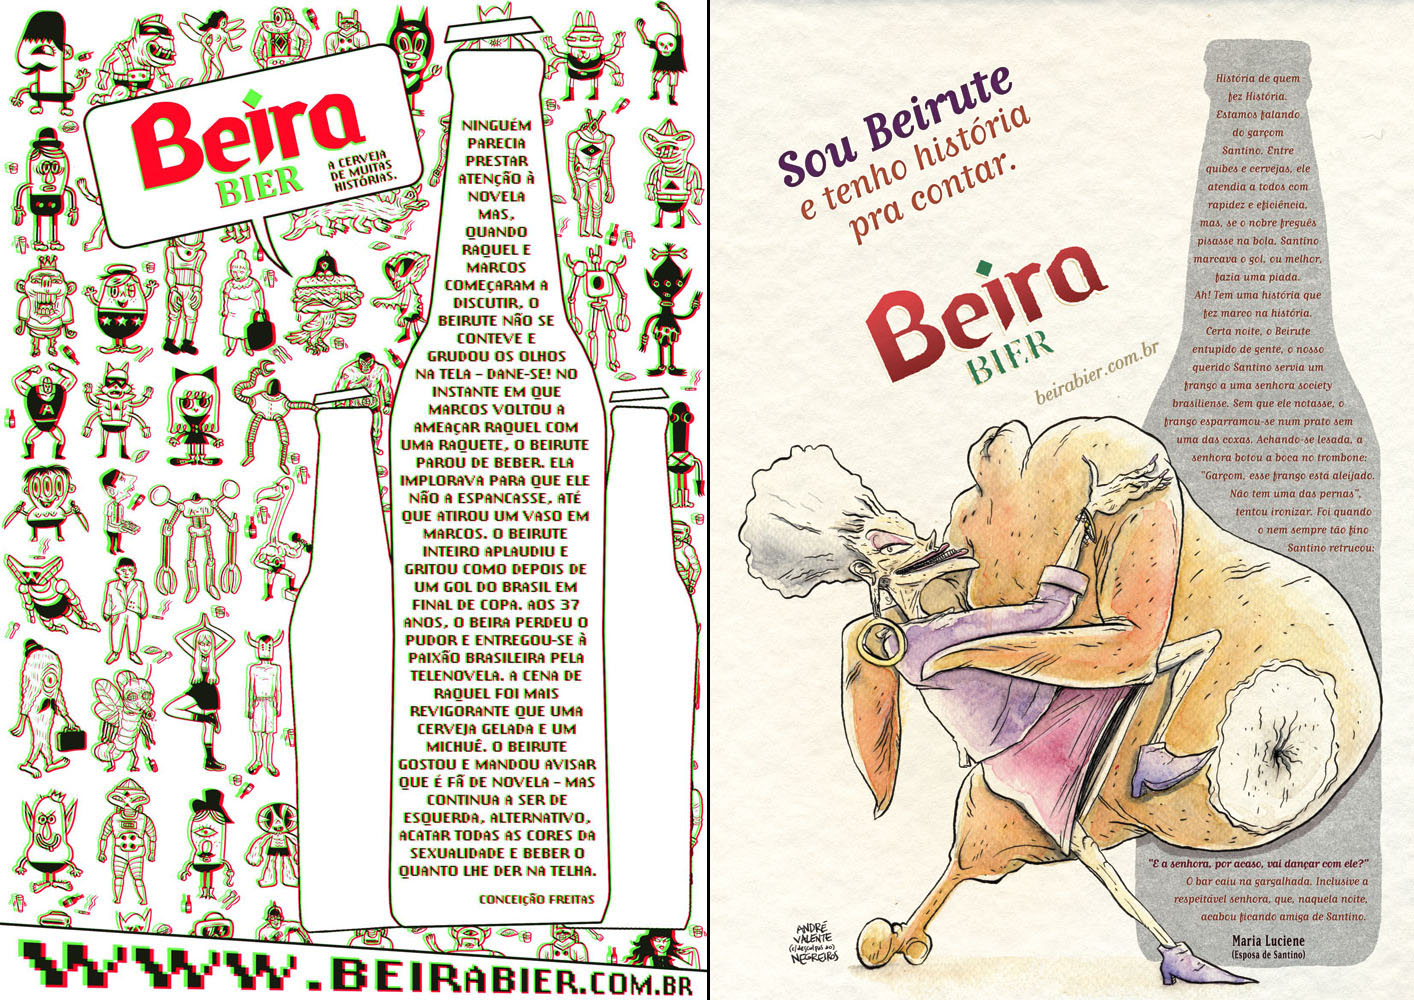 Beira
BIER
A CERVEJA
DE MUITAS
HISTÓRIAS.
NINGUÉM
PARECIA
PRESTAR
ATENÇÃO À
NOVELA
MAS,
QUANDO
RAQUEL E
MARCOS
COMEÇARAM A
DISCUTIR, O
BEIRUTE NÃO SE
CONTEVE E
GRUDOU OS OLHOS
NA TELA - DANE-SE! NO
INSTANTE EM QUE
MARCOS VOLTOU A
AMEAÇAR RAQUEL COM
UMA RAQUETE, O BEIRUTE
PAROU DE BEBER. ELA
IMPLORAVA PARA QUE ELE
NÃO A ESPANCASSE, ATÉ
QUE ATIROU UM VASO EM
MARCOS. O BEIRUTE
INTEIRO APLAUDIU E
GRITOU COMO DEPOIS DE
UM GOL DO BRASIL EM
FINAL DE COPA. AOS 37
ANOS, O BEIRA PERDEU O
PUDOR E ENTREGOU-SE À
PAIXÃO BRASILEIRA PELA
TELENOVELA. A CENA DE
RAQUEL FOI MAIS
REVIGORANTE QUE UMA
CERVEJA GELADA E UM
MICHUÊ. O BEIRUTE
GOSTOU E MANDOU AVISAR
QUE É FÃ DE NOVELA - MAS
CONTINUA A SER DE
ESQUERDA, ALTERNATIVO,
ACATAR TODAS AS CORES DA
SEXUALIDADE E BEBER O
QUANTO LHE DER NA TELHA.
CONCEIÇÃO FREITAS
WWW.BEIRABIER.COM.BR
Sou Beirute
e tenho história
pra contar.
Beira
BIER
beirabier.com.br
História de quem
fez História.
Estamos falando
do garçom
Santino. Entre
quibes e cervejas, ele
atendia a todos com
rapidez e eficiência,
mas, se o nobre freguês
pisasse na bola. Santino
marcava o gol, ou melhor,
fazia uma piada.
Ah! Tem uma história que
fez marco na história.
Certa noite, o Beirute
entupido de gente, o nosso
querido Santino servia um
frango a uma senhora society
brasiliense. Sem que ele notasse, o
frango esparramou-se num prato sem
uma das coxas. Achando-se lesada, a
senhora botou a boca no trombone:
"Garçom, esse frango está aleijado.
Não tem uma das pernas",
tentou ironizar. Foi quando
o nem sempre tão fino
Santino retrucou:
"E a senhora, por acaso, vai dançar com ele?"
O bar caiu na gargalhada. Inclusive a
respeitável senhora, que, naquela noite,
acabou ficando amiga de Santino.
Maria Luciene
(Esposa de Santino)
ANDRÉ
VALENTE
(c/desculpas ao)
NEGREIROS